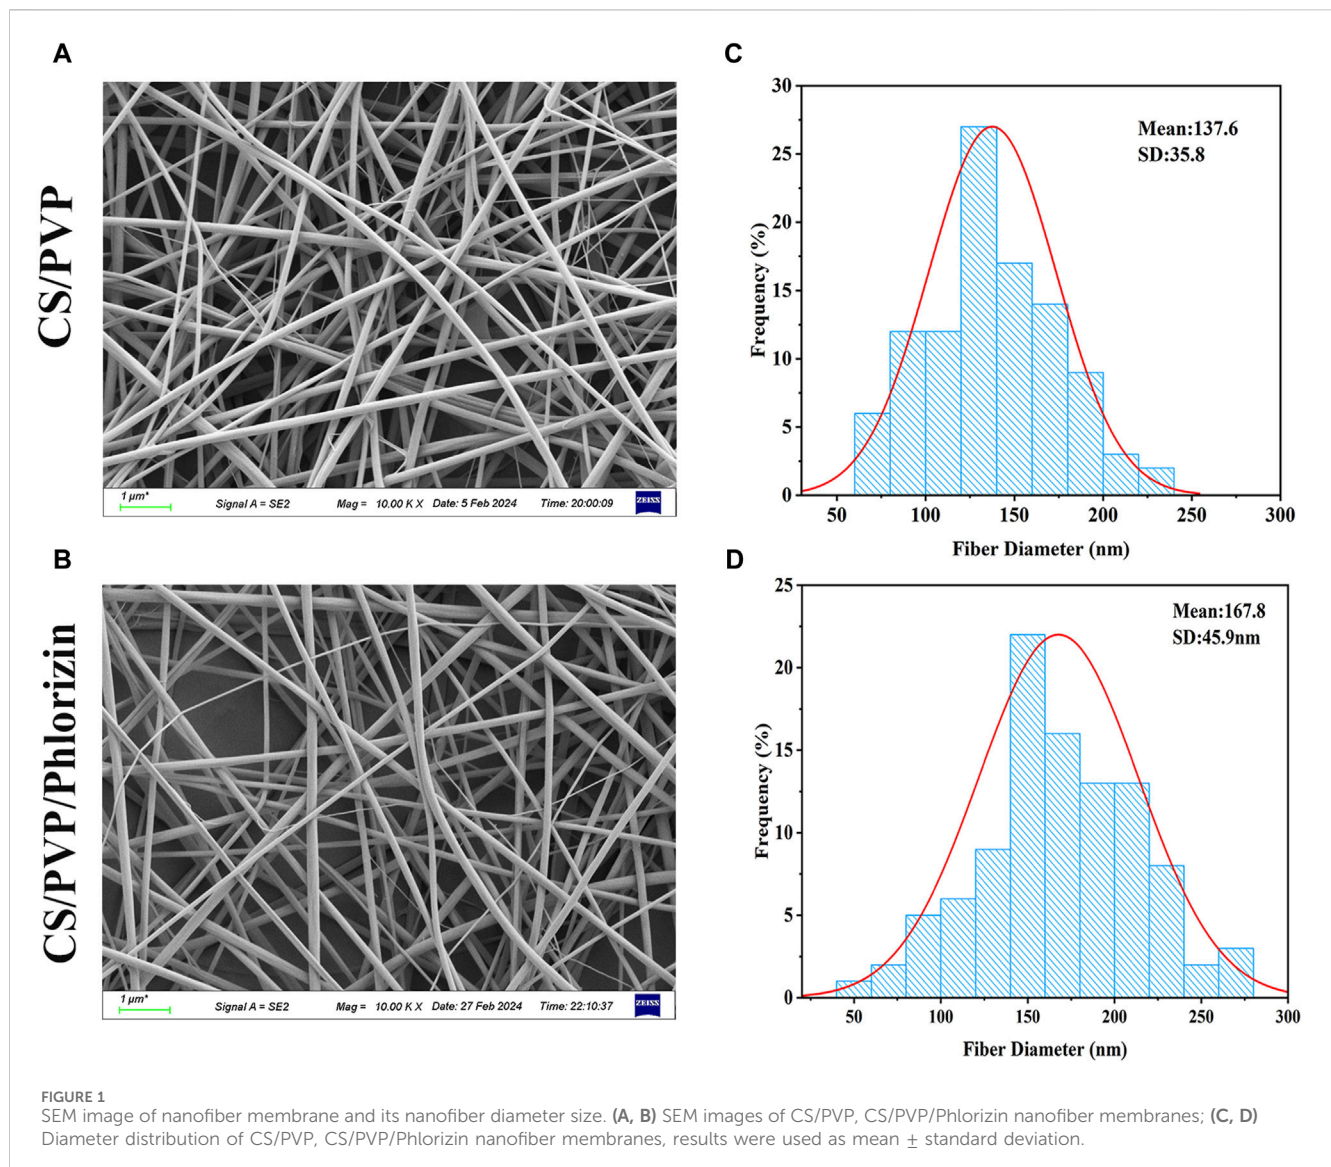 A
CS/PVP
1 µm*
Signal A = SE2
Mag = 10.00 K X
Date: 5 Feb 2024
Time: 20:00:09
ZEISS
C
Mean:137.6
SD:35.8
Frequency (%)
30
25
20
15
10
5
0
50 100 150 200 250 300
Fiber Diameter (nm)
B
CS/PVP/Phlorizin
1 µm*
Signal A = SE2
Mag = 10.00 K X
Date: 27 Feb 2024
Time: 22:10:37
ZEISS
D
Mean:167.8
SD:45.9nm
Frequency (%)
25
20
15
10
5
0
50 100 150 200 250 300
Fiber Diameter (nm)
FIGURE 1
SEM image of nanofiber membrane and its nanofiber diameter size. (A, B) SEM images of CS/PVP, CS/PVP/Phlorizin nanofiber membranes; (C, D)
Diameter distribution of CS/PVP, CS/PVP/Phlorizin nanofiber membranes, results were used as mean ± standard deviation.